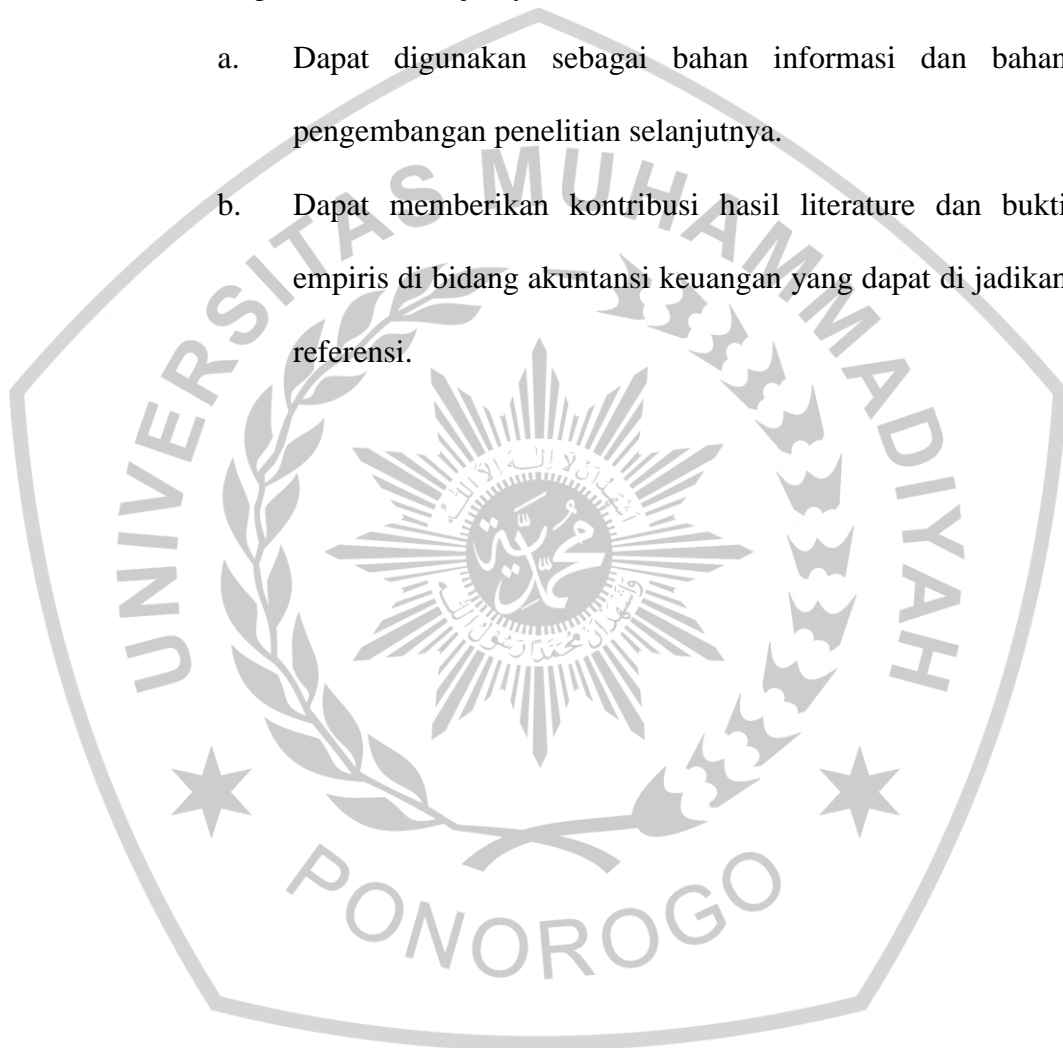 a. Dapat digunakan sebagai bahan informasi dan bahan
pengembangan penelitian selanjutnya.
b. Dapat memberikan kontribusi hasil literature dan bukti
empiris di bidang akuntansi keuangan yang dapat di jadikan
referensi.
UNIVERSITAS MUHAMMADIYAH
PONOROGO